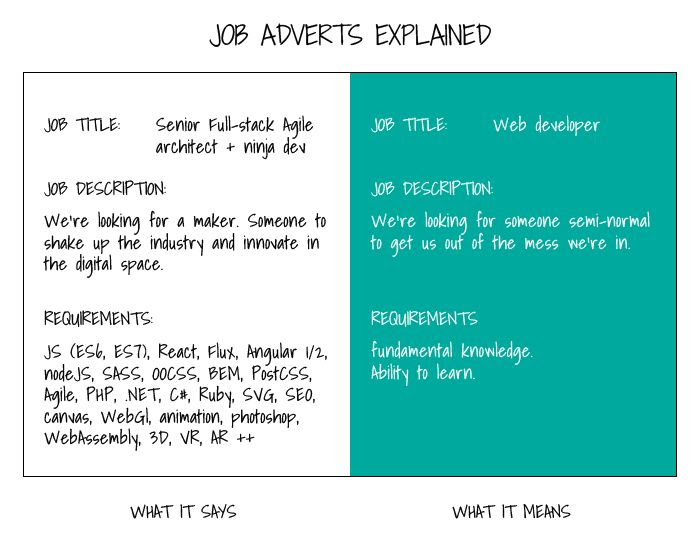 JOB ADVERTS EXPLAINED
JOB TITLE: Senior Full-stack Agile
architect + ninja dev
JOB DESCRIPTION:
We're looking for a maker. Someone to
shake up the industry and innovate in
the digital space.
REQUIREMENTS:
JS (ES6, ES7), React, Flux, Angular 1/2,
nodeJS, SASS, OOCSS, BEM, PostCSS,
Agile, PHP, .NET, C#, Ruby, SVG, SEO,
canvas, WebGl, animation, photoshop,
WebAssembly, 3D, VR, AR ++
WHAT IT SAYS
JOB TITLE: Web developer
JOB DESCRIPTION:
We're looking for someone semi-normal
to get us out of the mess we're in.
REQUIREMENTS
fundamental knowledge.
Ability to learn.
WHAT IT MEANS